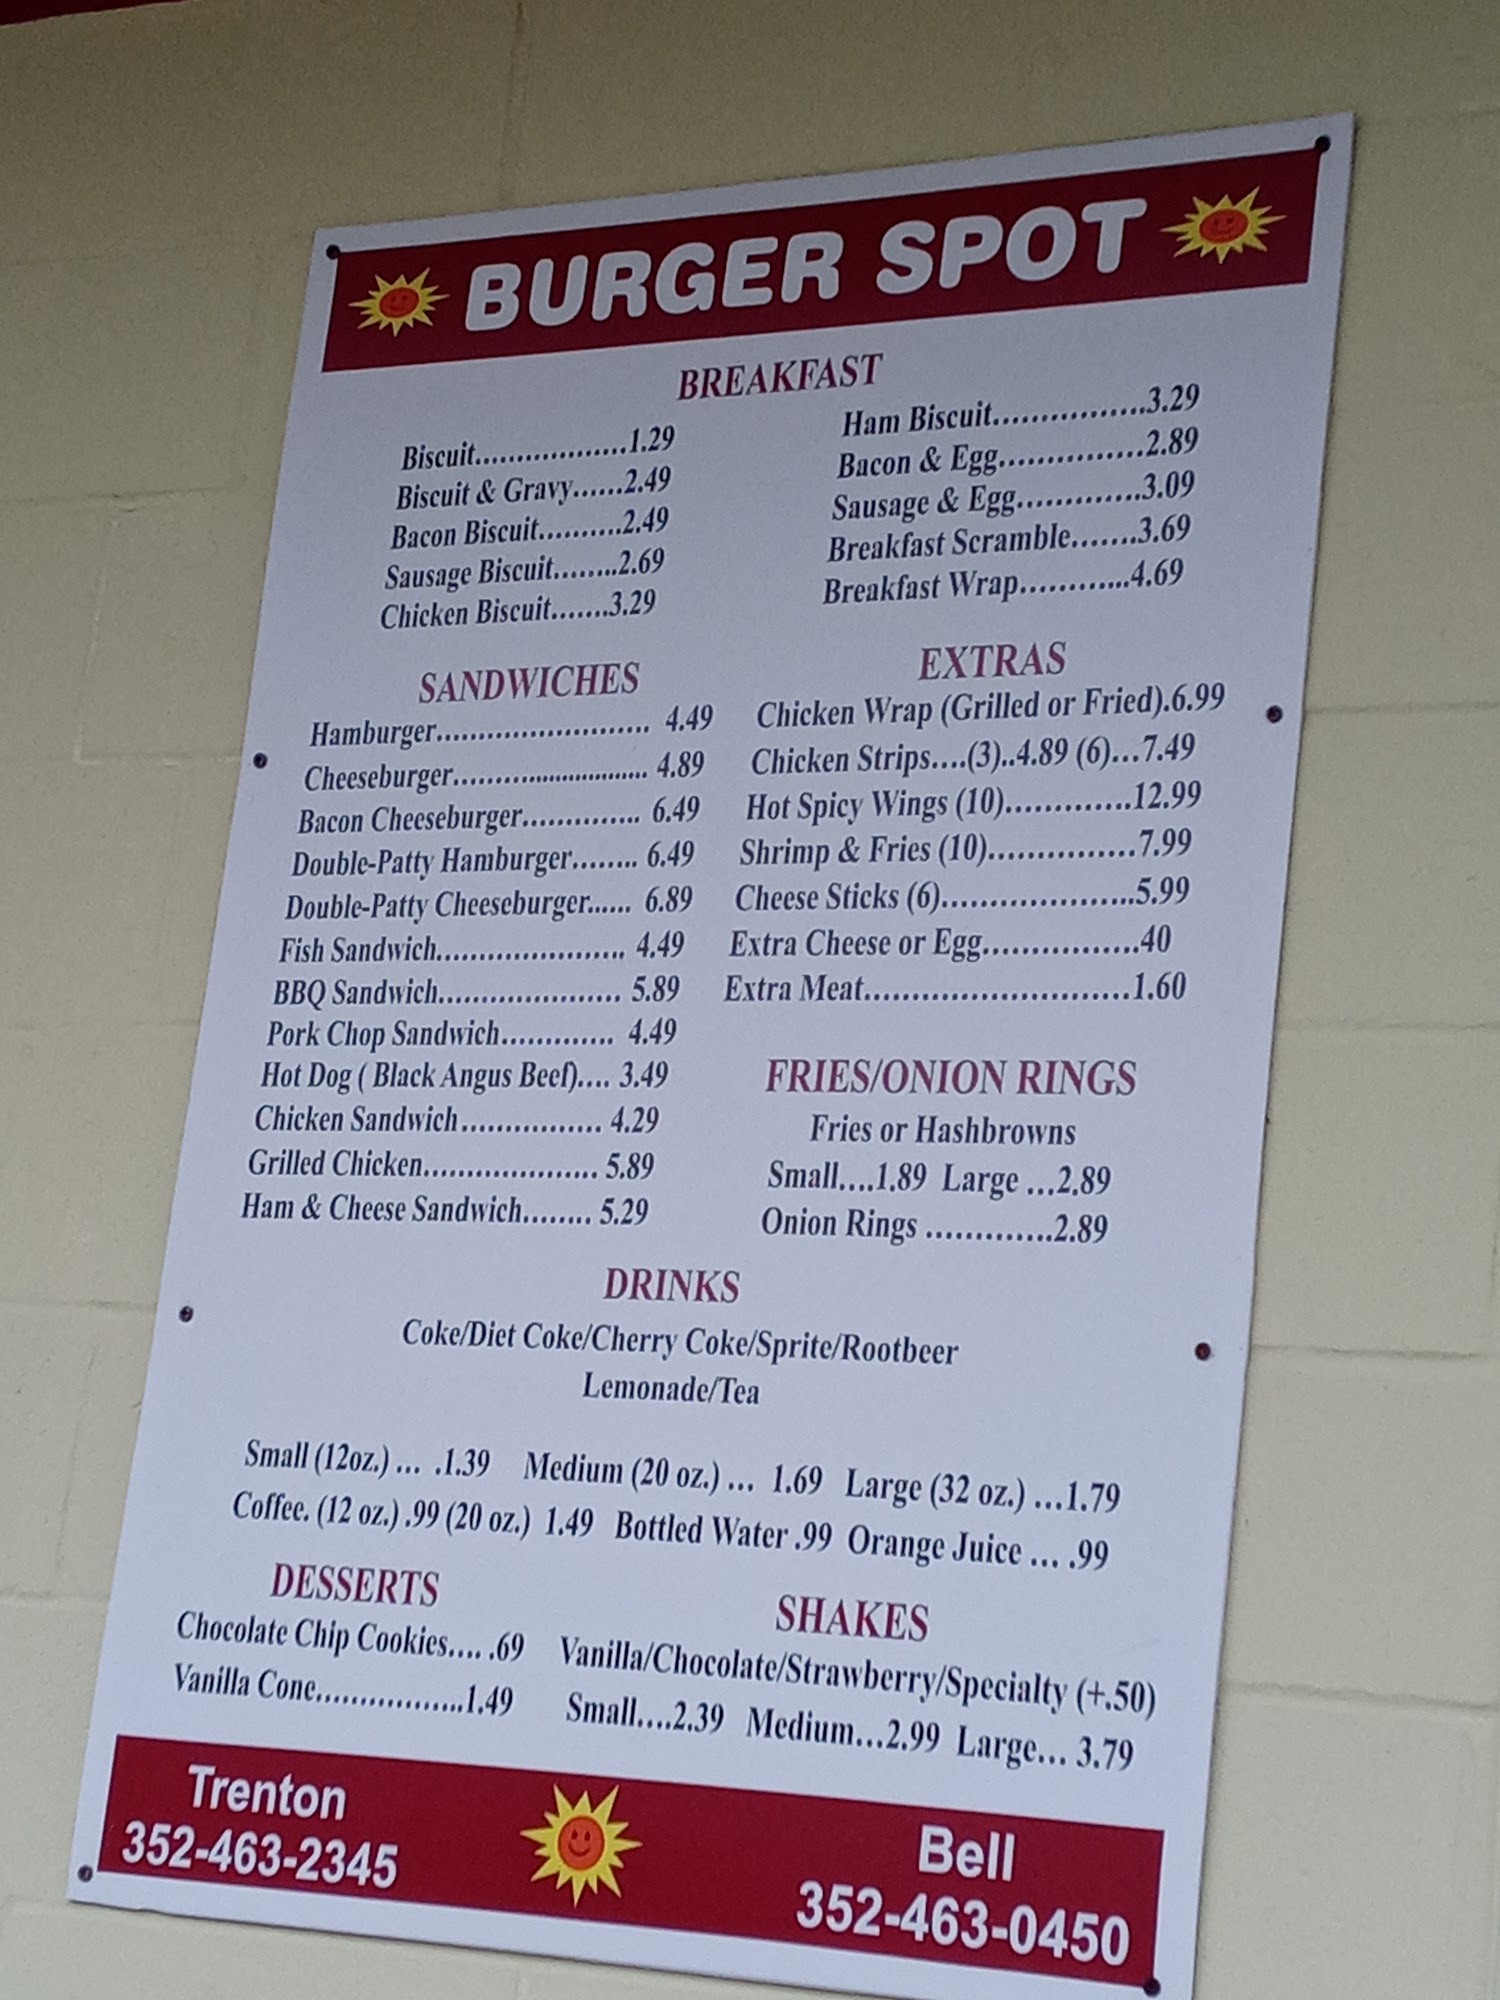 BURGER SPOT
BREAKFAST
Biscuit..................1.29
Biscuit & Gravy......2.49
Bacon Biscuit..........2.49
Sausage Biscuit........2.69
Chicken Biscuit.......3.29
Ham Biscuit................3.29
Bacon & Egg...............2.89
Sausage & Egg.............3.09
Breakfast Scramble.......3.69
Breakfast Wrap............4.69
SANDWICHES
Hamburger.......................... 4.49
Cheeseburger............................. 4.89
Bacon Cheeseburger.............. 6.49
Double-Patty Hamburger........ 6.49
Double-Patty Cheeseburger...... 6.89
Fish Sandwich....................... 4.49
BBQ Sandwich...................... 5.89
Pork Chop Sandwich............. 4.49
Hot Dog ( Black Angus Beef).... 3.49
Chicken Sandwich................. 4.29
Grilled Chicken..................... 5.89
Ham & Cheese Sandwich........ 5.29
EXTRAS
Chicken Wrap (Grilled or Fried).6.99
Chicken Strips....(3)..4.89 (6)...7.49
Hot Spicy Wings (10).............12.99
Shrimp & Fries (10)...............7.99
Cheese Sticks (6)....................5.99
Extra Cheese or Egg................40
Extra Meat............................1.60
FRIES/ONION RINGS
Fries or Hashbrowns
Small....1.89 Large ...2.89
Onion Rings .............2.89
DRINKS
Coke/Diet Coke/Cherry Coke/Sprite/Rootbeer
Lemonade/Tea
Small (12oz.) ... .1.39 Medium (20 oz.) ... 1.69 Large (32 oz.) ...1.79
Coffee. (12 oz.) .99 (20 oz.) 1.49 Bottled Water .99 Orange Juice ... .99
DESSERTS
Chocolate Chip Cookies.... .69
Vanilla Cone.................1.49
SHAKES
Vanilla/Chocolate/Strawberry/Specialty (+.50)
Small....2.39 Medium...2.99 Large... 3.79
Trenton
352-463-2345
Bell
352-463-0450